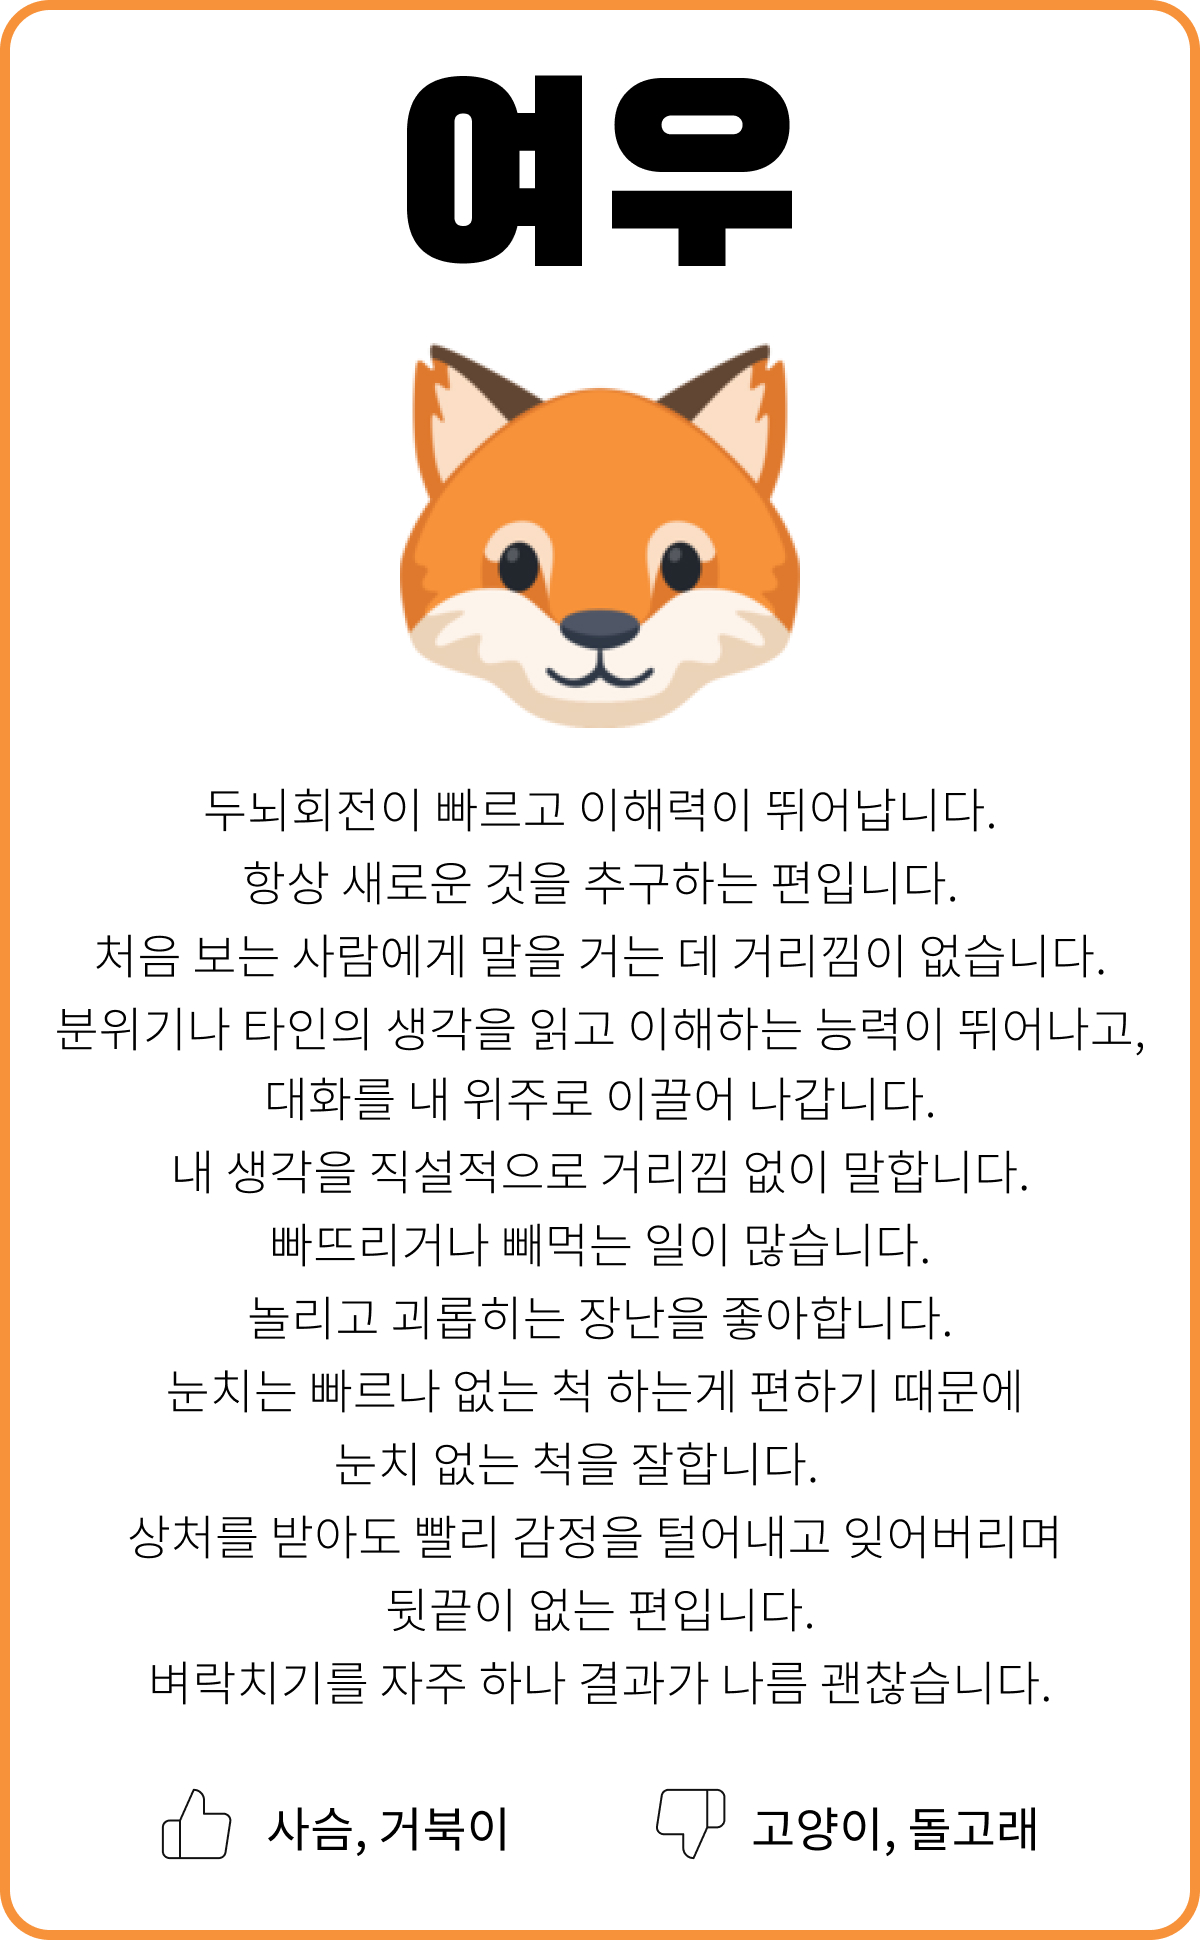 여우
두뇌회전이 빠르고 이해력이 뛰어납니다.
항상 새로운 것을 추구하는 편입니다.
처음 보는 사람에게 말을 거는 데 거리낌이 없습니다.
분위기나 타인의 생각을 읽고 이해하는 능력이 뛰어나고,
대화를 내 위주로 이끌어 나갑니다.
내 생각을 직설적으로 거리낌 없이 말합니다.
빠뜨리거나 빼먹는 일이 많습니다.
놀리고 괴롭히는 장난을 좋아합니다.
눈치는 빠르나 없는 척 하는게 편하기 때문에
눈치 없는 척을 잘합니다.
상처를 받아도 빨리 감정을 털어내고 잊어버리며
뒷끝이 없는 편입니다.
벼락치기를 자주 하나 결과가 나름 괜찮습니다.
사슴, 거북이
고양이, 돌고래